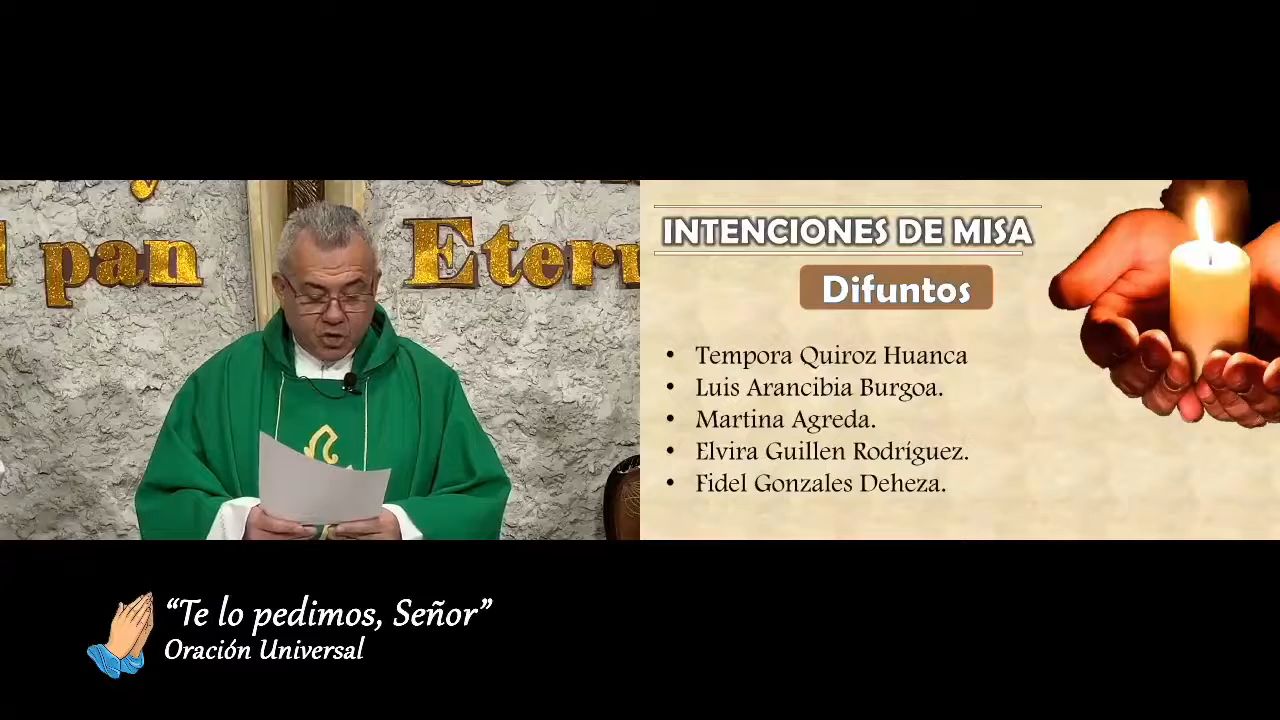 y
pan
Etern
INTENCIONES DE MISA
Difuntos
• Tempora Quiroz Huanca
• Luis Arancibia Burgoa.
• Martina Agreda.
• Elvira Guillen Rodríguez.
• Fidel Gonzales Deheza.
“Te lo pedimos, Señor”
Oración Universal